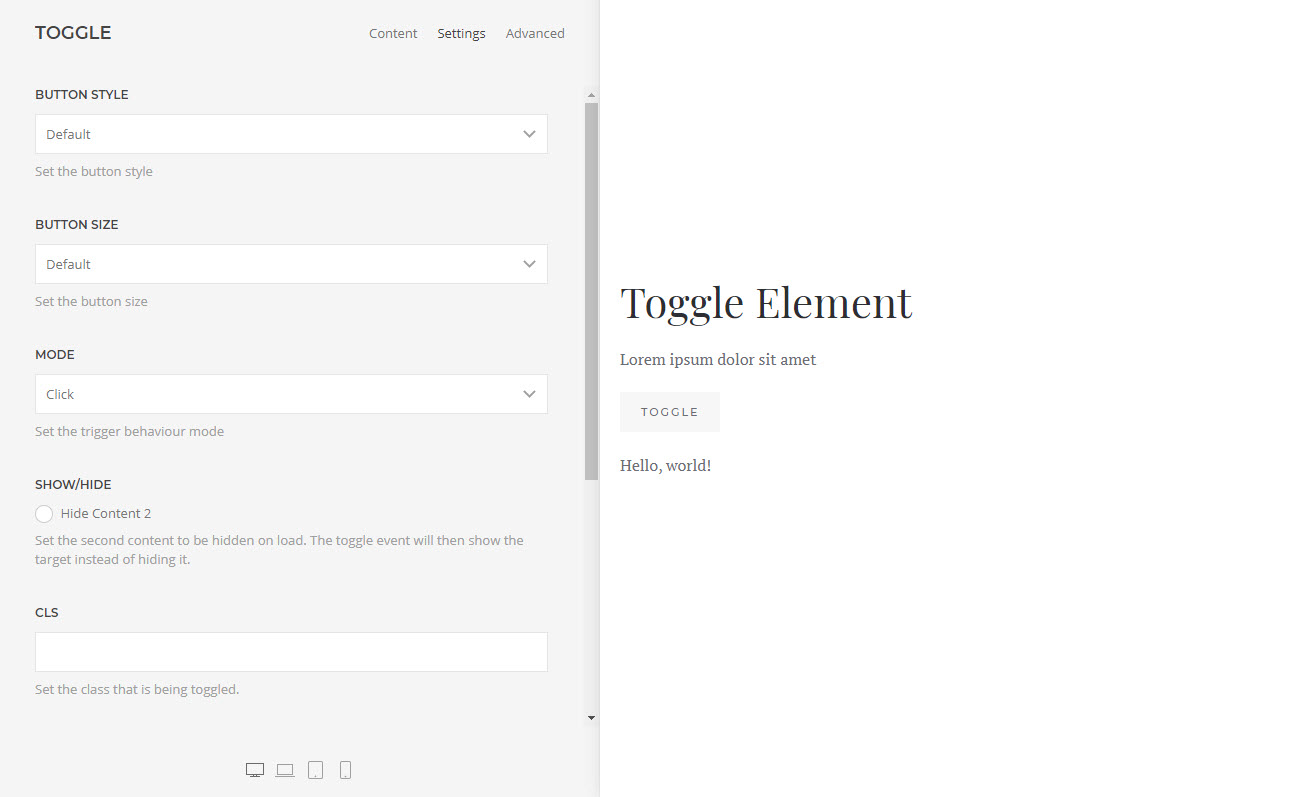 TOGGLE
Content Settings Advanced
BUTTON STYLE
Default
Set the button style
BUTTON SIZE
Default
Set the button size
MODE
Click
Set the trigger behaviour mode
SHOW/HIDE
Hide Content 2
Set the second content to be hidden on load. The toggle event will then show the
target instead of hiding it.
CLS
Set the class that is being toggled.
Toggle Element
Lorem ipsum dolor sit amet
TOGGLE
Hello, world!